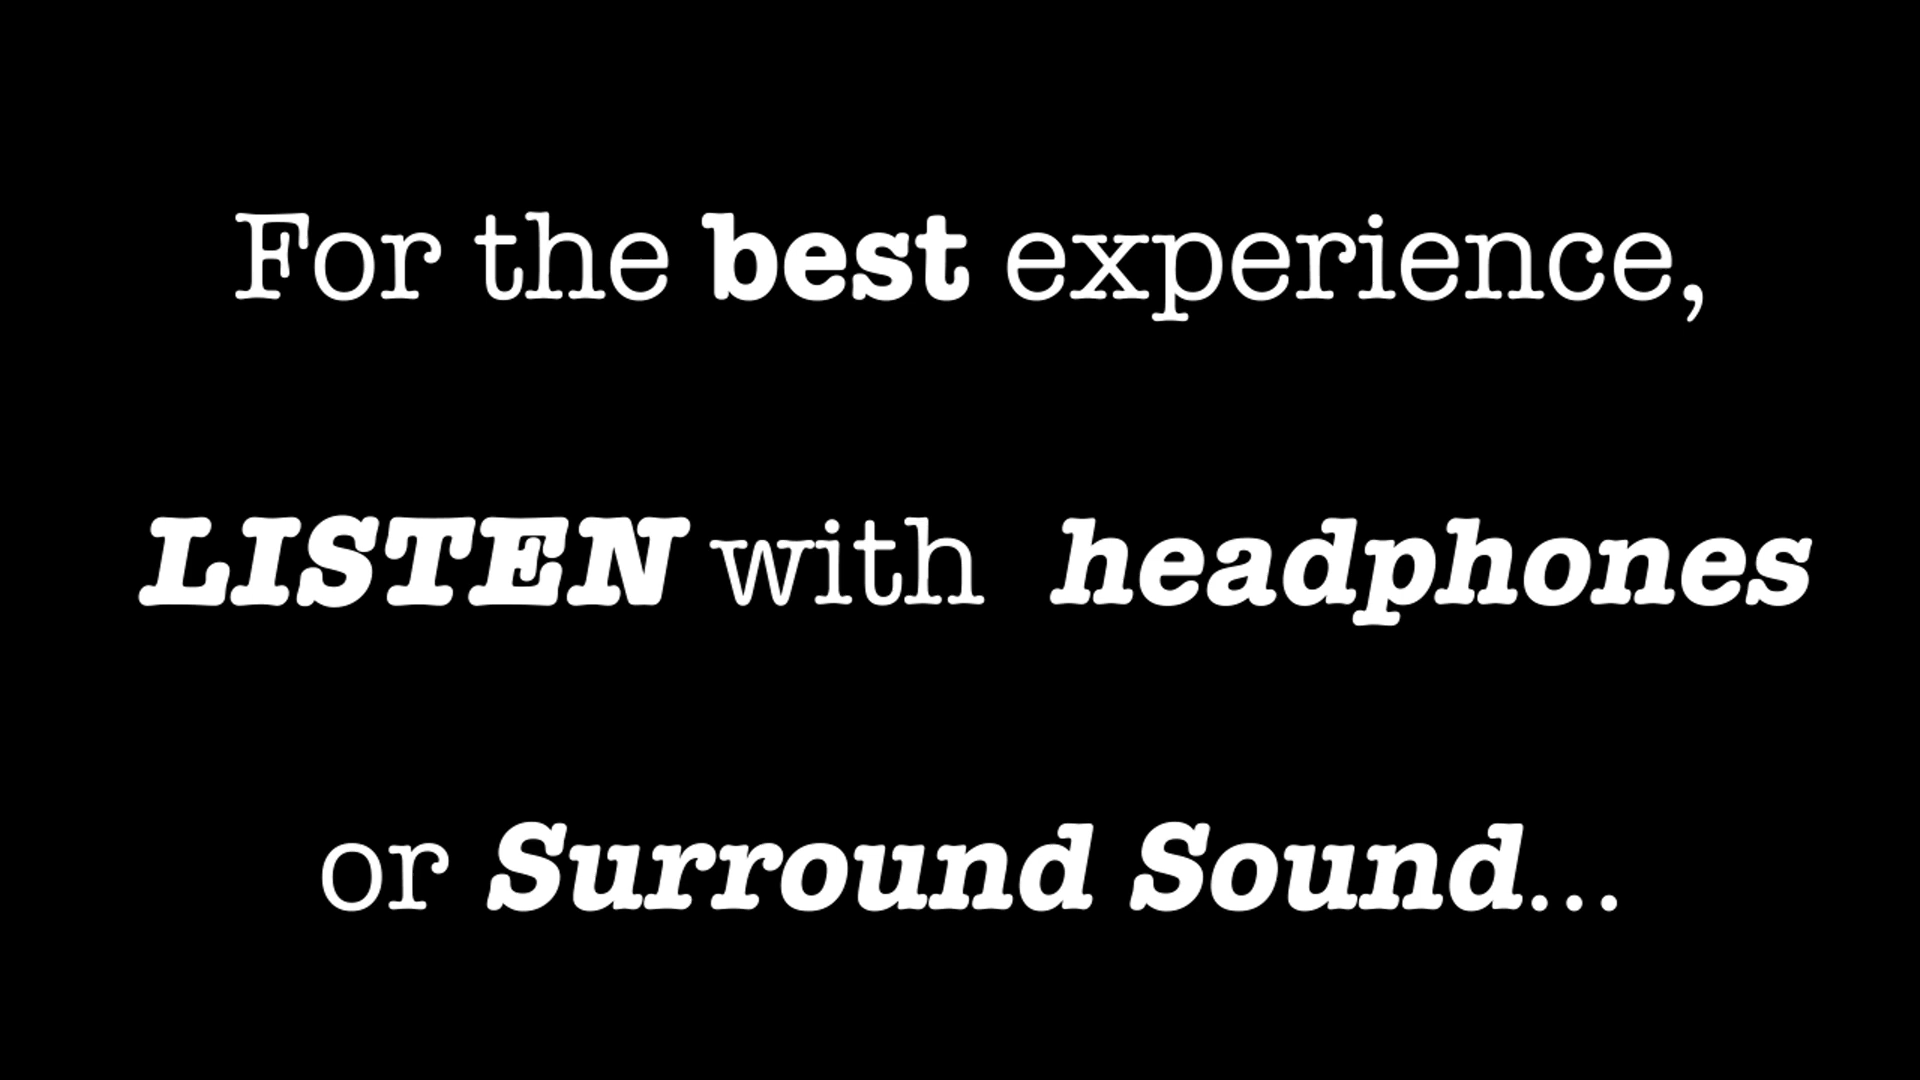 For the best experience,
LISTEN with headphones
or Surround Sound...